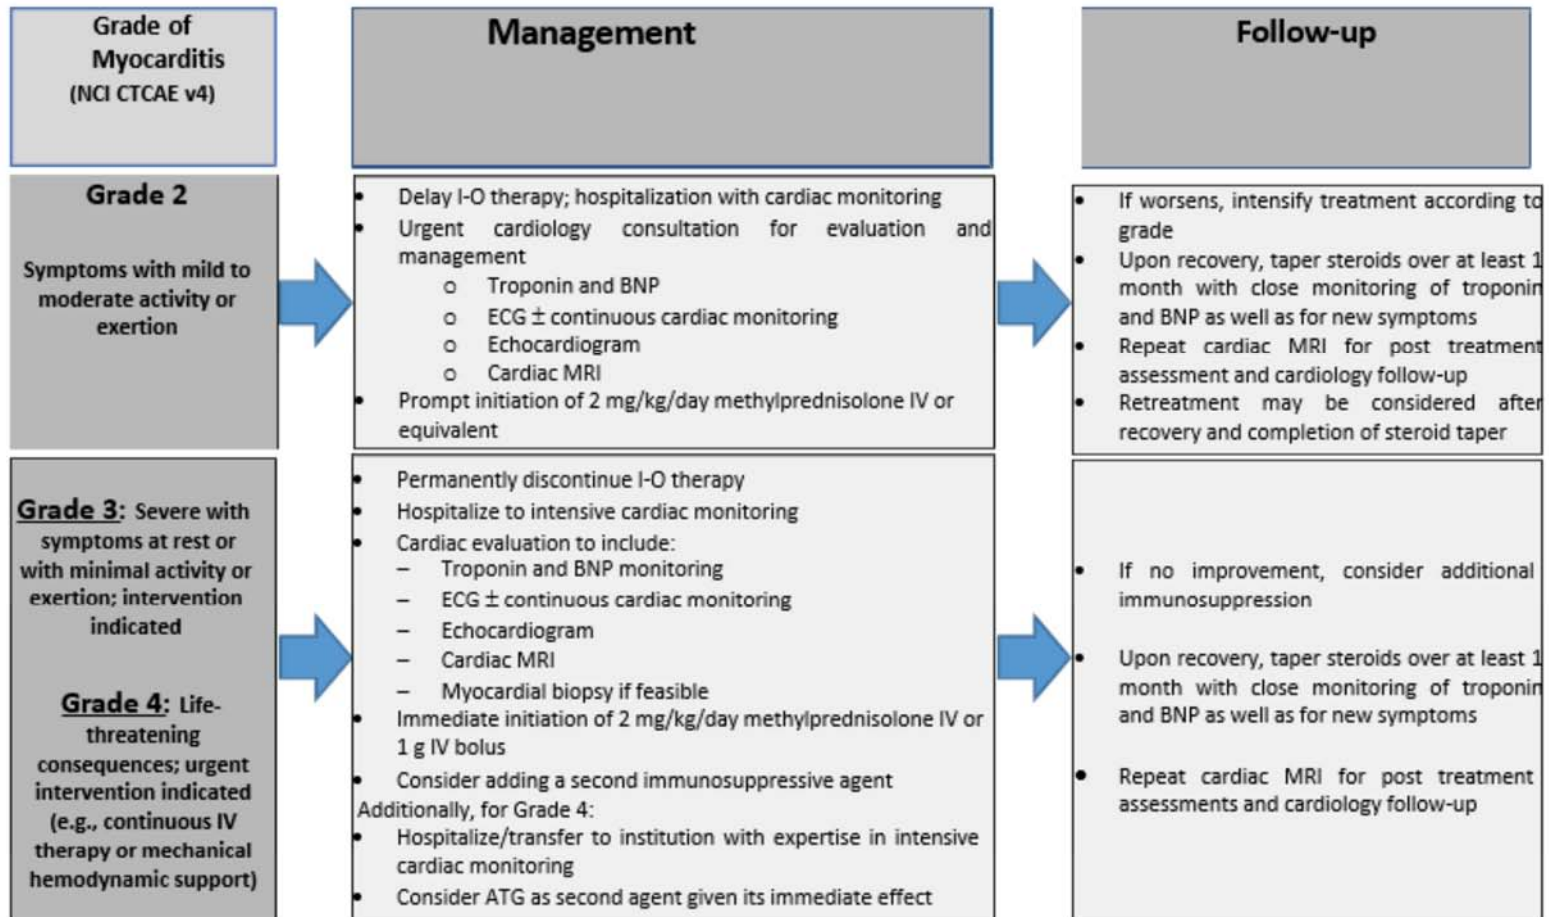 Grade of
Myocarditis
(NCI CTCAE v4)
Management
Follow-up
Grade 2
Symptoms with mild to
moderate activity or
exertion
• Delay I-O therapy; hospitalization with cardiac monitoring
• Urgent cardiology consultation for evaluation and
management
o Troponin and BNP
o ECG ± continuous cardiac monitoring
o Echocardiogram
o Cardiac MRI
• Prompt initiation of 2 mg/kg/day methylprednisolone IV or
equivalent
• If worsens, intensify treatment according to
grade
• Upon recovery, taper steroids over at least 1
month with close monitoring of troponin
and BNP as well as for new symptoms
• Repeat cardiac MRI for post treatment
assessment and cardiology follow-up
• Retreatment may be considered after
recovery and completion of steroid taper
Grade 3: Severe with
symptoms at rest or
with minimal activity or
exertion; intervention
indicated
Grade 4: Life-
threatening
consequences; urgent
intervention indicated
(e.g., continuous IV
therapy or mechanical
hemodynamic support)
• Permanently discontinue I-O therapy
• Hospitalize to intensive cardiac monitoring
• Cardiac evaluation to include:
– Troponin and BNP monitoring
– ECG ± continuous cardiac monitoring
– Echocardiogram
– Cardiac MRI
– Myocardial biopsy if feasible
• Immediate initiation of 2 mg/kg/day methylprednisolone IV or
1 g IV bolus
• Consider adding a second immunosuppressive agent
Additionally, for Grade 4:
• Hospitalize/transfer to institution with expertise in intensive
cardiac monitoring
• Consider ATG as second agent given its immediate effect
• If no improvement, consider additional
immunosuppression
• Upon recovery, taper steroids over at least 1
month with close monitoring of troponin
and BNP as well as for new symptoms
• Repeat cardiac MRI for post treatment
assessments and cardiology follow-up